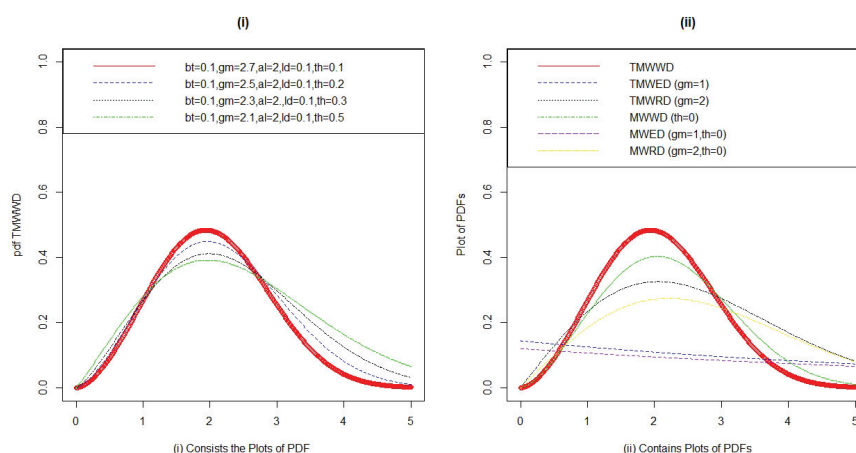 (i)
bt=0.1,gm=2.7,al=2,ld=0.1,th=0.1
bt=0.1,gm=2.5,al=2,ld=0.1,th=0.2
bt=0.1,gm=2.3,al=2.,ld=0.1,th=0.3
bt=0.1,gm=2.1,al=2,ld=0.1,th=0.5
pdf TMWWD
1.0
0.8
0.6
0.4
0.2
0.0
0 1 2 3 4 5
(i) Consists the Plots of PDF
(ii)
TMWWD
TMWED (gm=1)
TMWRD (gm=2)
MWWD (th=0)
MWED (gm=1,th=0)
MWRD (gm=2,th=0)
Plot of PDFs
1.0
0.8
0.6
0.4
0.2
0.0
0 1 2 3 4 5
(ii) Contains Plots of PDFs